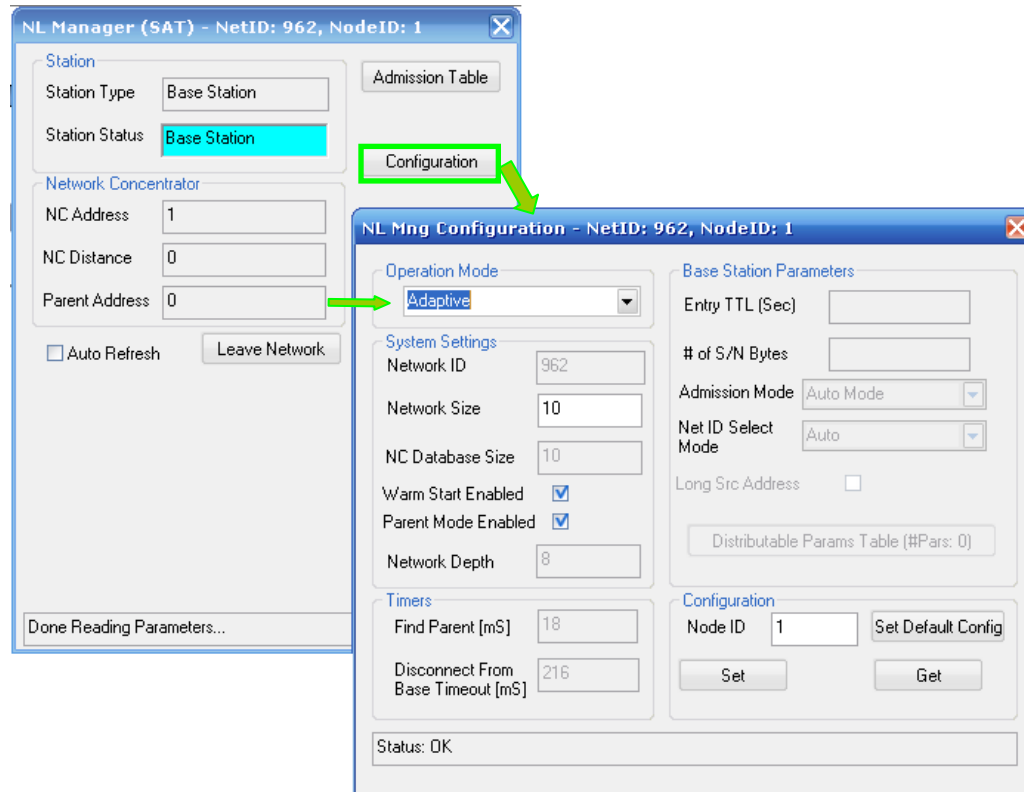 NL Manager (SAT) - NetID: 962, NodeID: 1
Station
Station Type Base Station
Station Status Base Station
Admission Table
Configuration
Network Concentrator
NC Address 1
NC Distance 0
Parent Address 0
Auto Refresh
Leave Network
Done Reading Parameters...
NL Mng Configuration - NetID: 962, NodeID: 1
Operation Mode
Adaptive
System Settings
Network ID 962
Network Size 10
NC Database Size 10
Warm Start Enabled
Parent Mode Enabled
Network Depth 8
Timers
Find Parent [mS] 18
Disconnect From
Base Timeout [mS] 216
Base Station Parameters
Entry TTL (Sec)
# of S/N Bytes
Admission Mode Auto Mode
Net ID Select
Mode Auto
Long Src Address
Distributable Params Table (#Pars: 0)
Configuration
Node ID 1 Set Default Config
Set Get
Status: OK